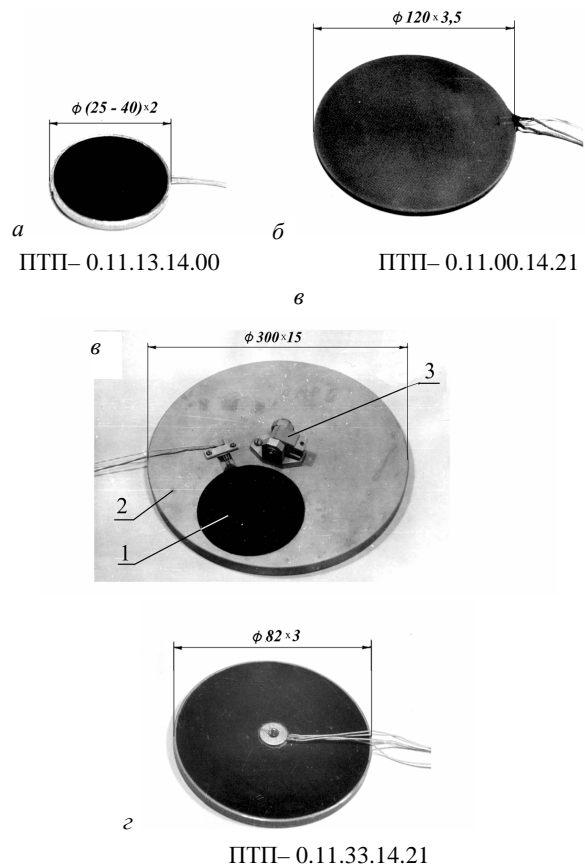 ϕ 120 × 3,5
ϕ (25 - 40) × 2
а
б
ПТП– 0.11.13.14.00
ПТП– 0.11.00.14.21
в
в
ϕ 300 × 15
3
2
1
ϕ 82 × 3
г
ПТП– 0.11.33.14.21